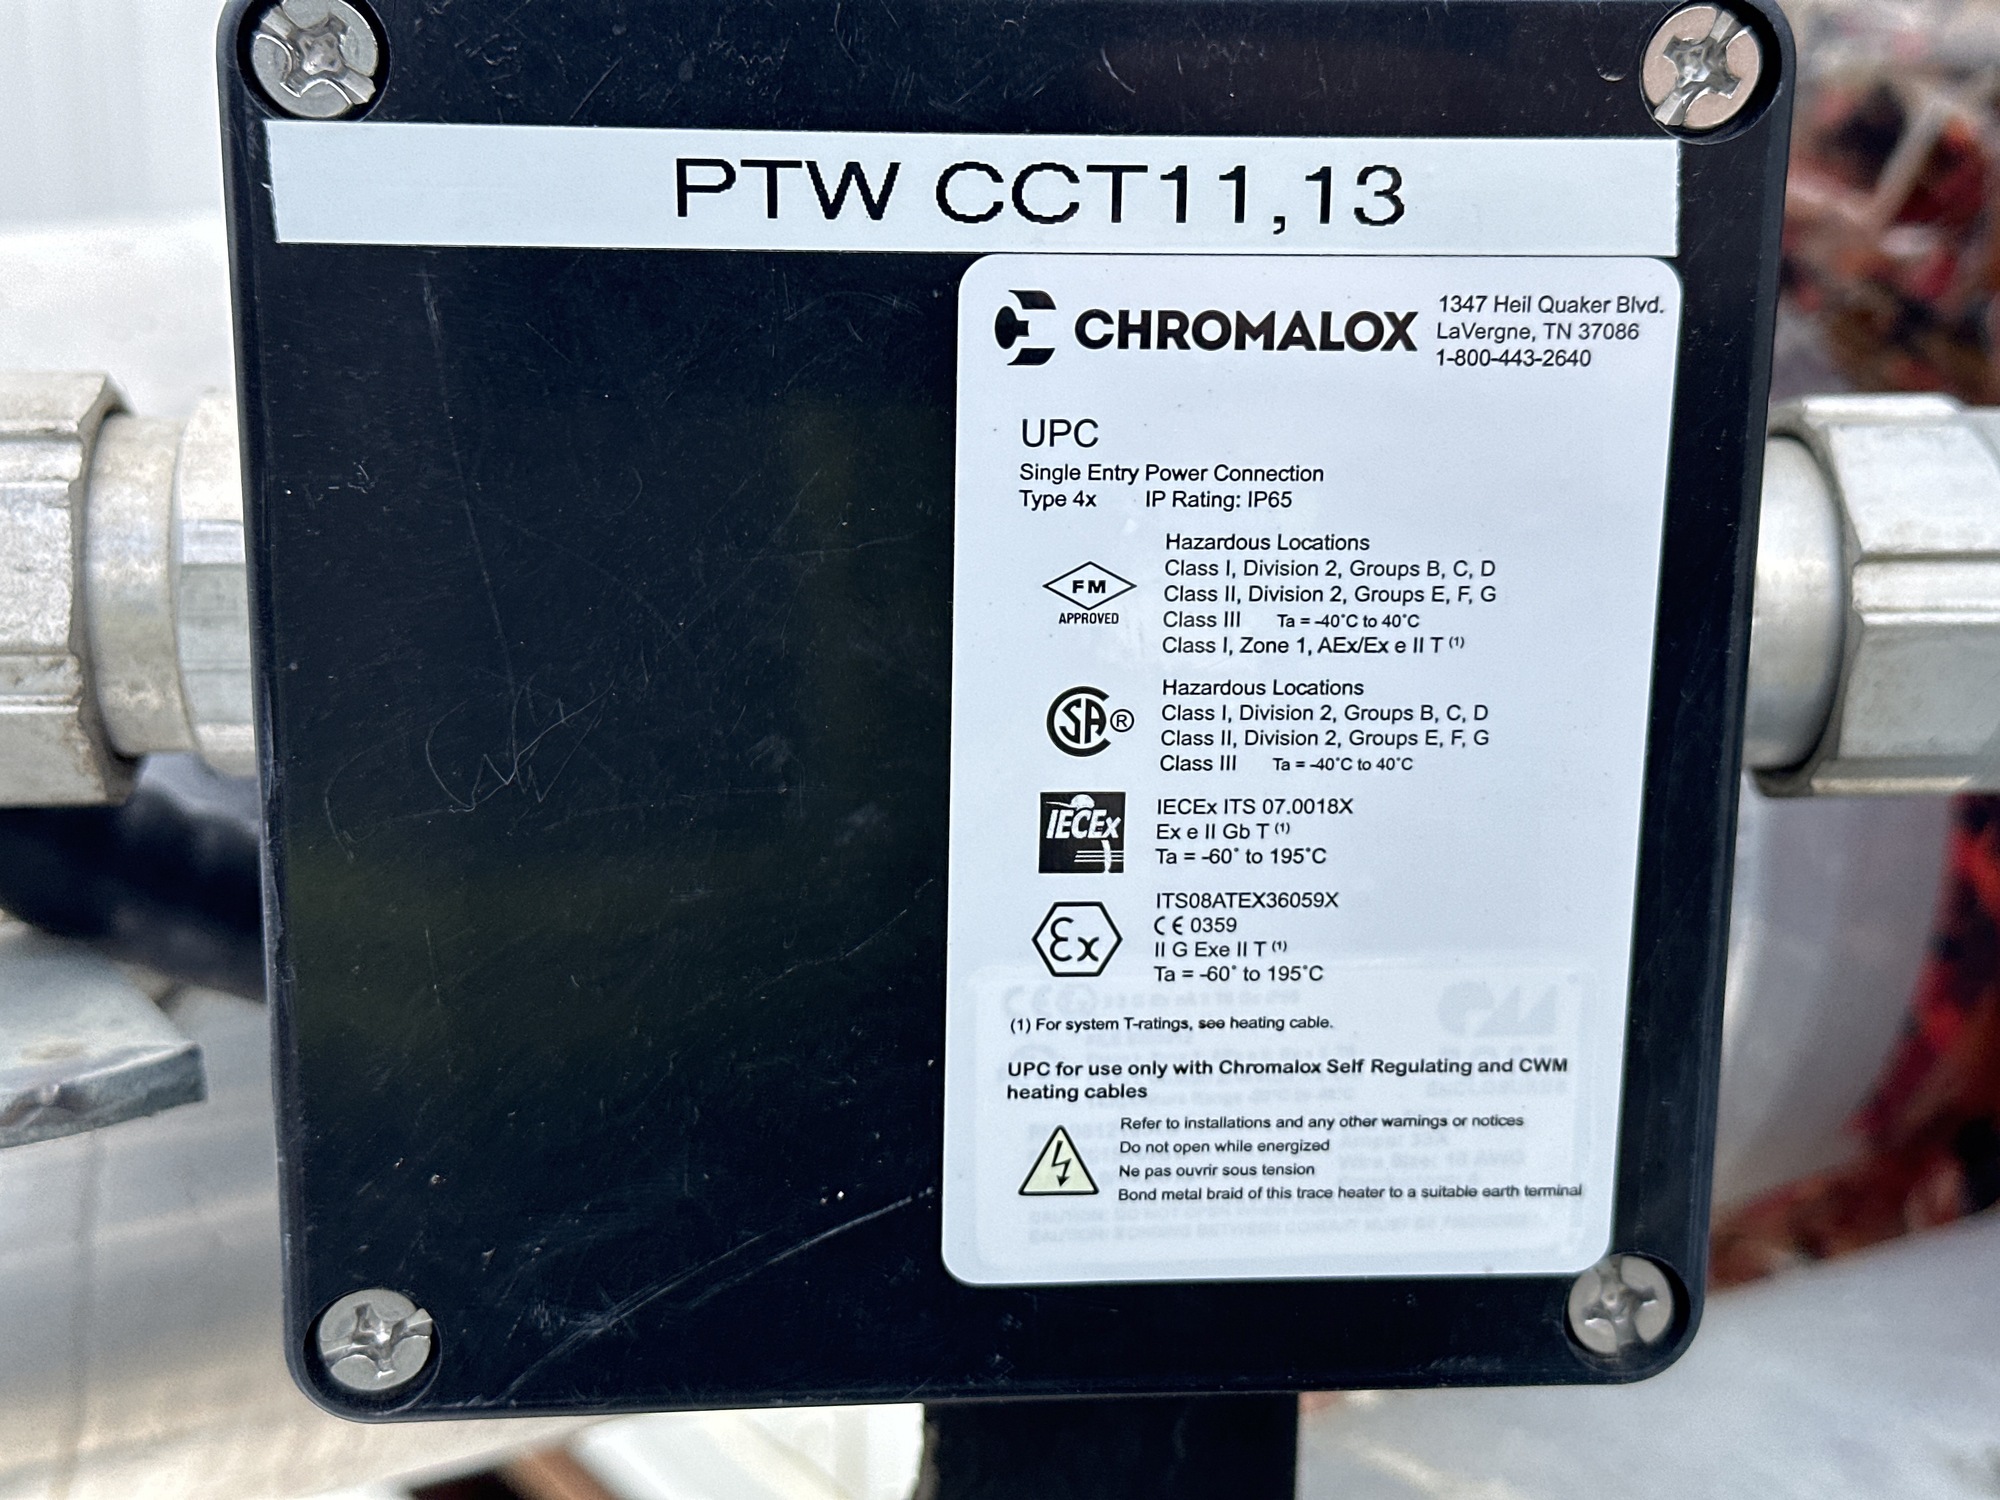 PTW CCT11,13
CHROMALOX
1347 Heil Quaker Blvd.
LaVergne, TN 37086
1-800-443-2640
UPC
Single Entry Power Connection
Type 4x IP Rating: IP65
FM
APPROVED
Hazardous Locations
Class I, Division 2, Groups B, C, D
Class II, Division 2, Groups E, F, G
Class III Ta = -40°C to 40°C
Class I, Zone 1, AEx/Ex e II T (1)
SA®
Hazardous Locations
Class I, Division 2, Groups B, C, D
Class II, Division 2, Groups E, F, G
Class III Ta = -40°C to 40°C
IECEx
IECEx ITS 07.0018X
Ex e II Gb T (1)
Ta = -60° to 195°C
Ex
ITS08ATEX36059X
CE 0359
II G Exe II T (1)
Ta = -60° to 195°C
(1) For system T-ratings, see heating cable.
UPC for use only with Chromalox Self Regulating and CWM
heating cables
Refer to installations and any other warnings or notices
Do not open while energized
Ne pas ouvrir sous tension
Bond metal braid of this trace heater to a suitable earth terminal